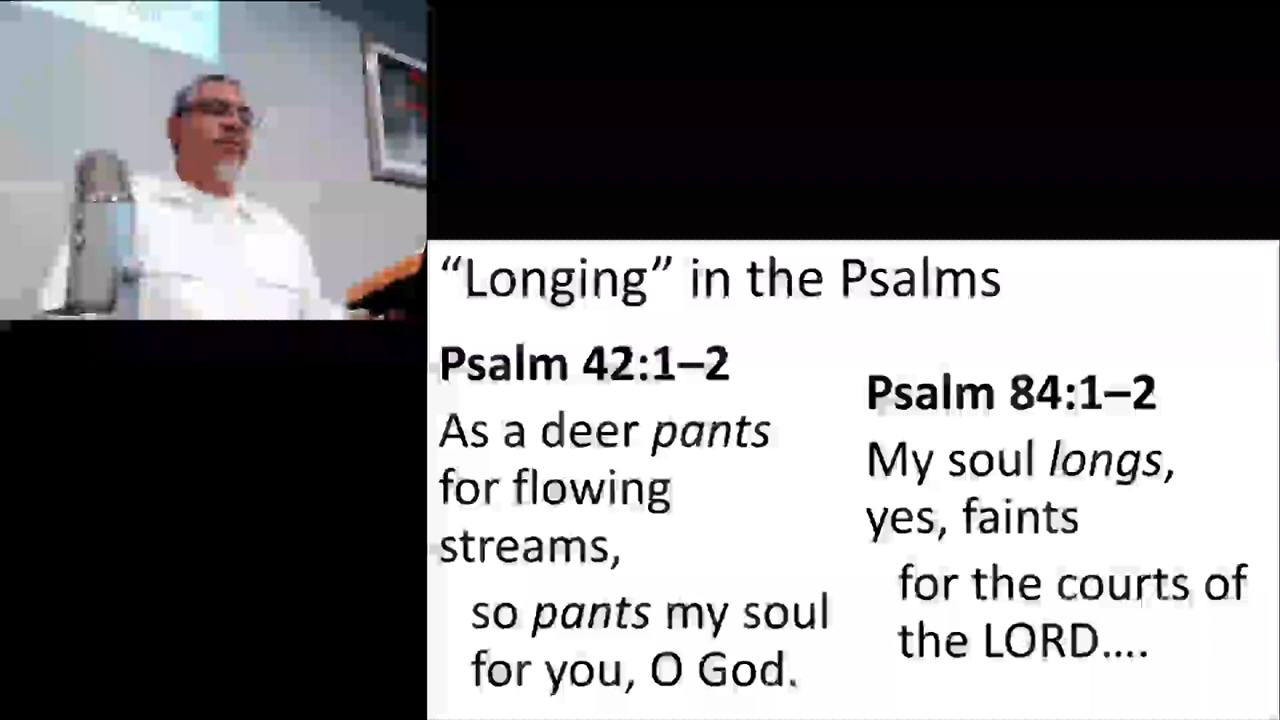 “Longing” in the Psalms
Psalm 42:1–2
As a deer pants
for flowing
streams,
so pants my soul
for you, O God.
Psalm 84:1–2
My soul longs,
yes, faints
for the courts of
the LORD....